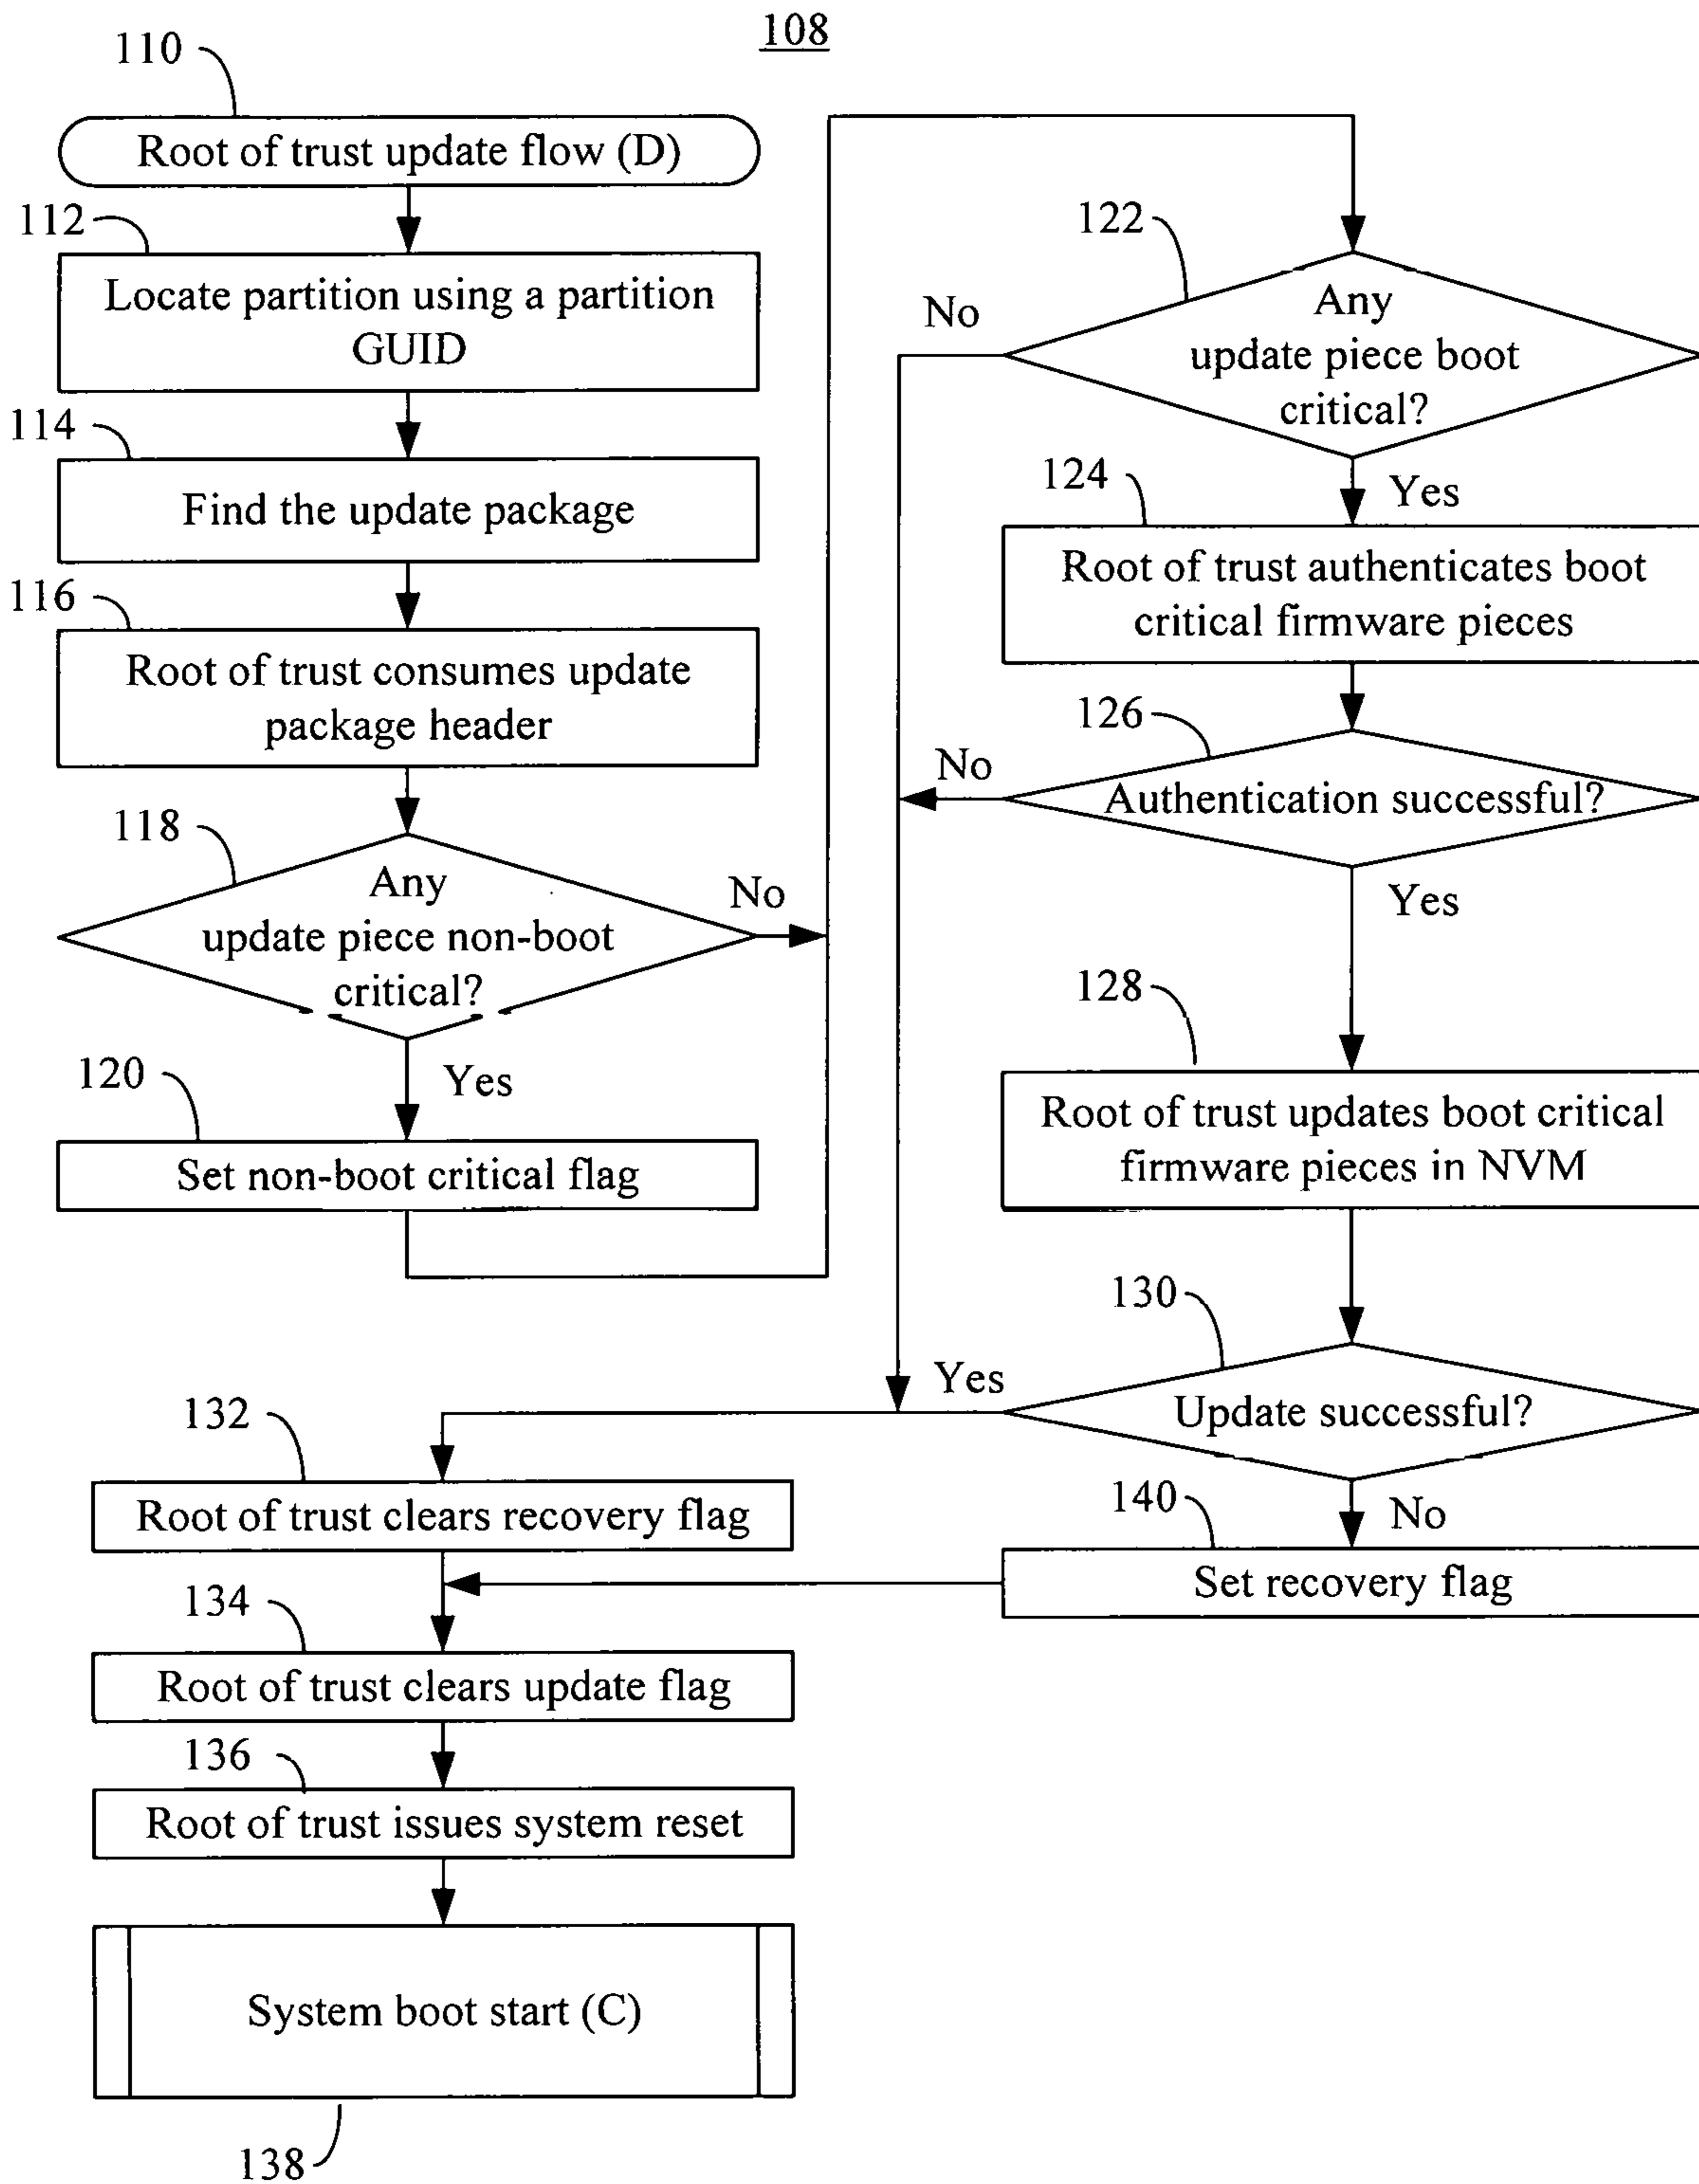 108
110
Root of trust update flow (D)
112
Locate partition using a partition
GUID
114
Find the update package
116
Root of trust consumes update
package header
118
Any
update piece non-boot
critical?
No
Yes
120
Set non-boot critical flag
122
Any
update piece boot
critical?
No
Yes
124
Root of trust authenticates boot
critical firmware pieces
126
Authentication successful?
No
Yes
128
Root of trust updates boot critical
firmware pieces in NVM
130
Update successful?
Yes
No
140
Set recovery flag
132
Root of trust clears recovery flag
134
Root of trust clears update flag
136
Root of trust issues system reset
System boot start (C)
138